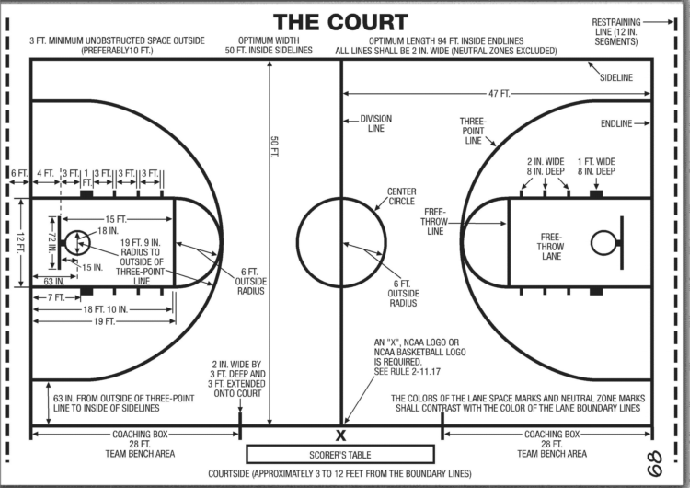 THE COURT
3 FT. MINIMUM UNOBSTRUCTED SPACE OUTSIDE
(PREFERABLY10 FT.)
OPTIMUM WIDTH
50 FT. INSIDE SIDELINES
OPTIMUM LENGTH 94 FT. INSIDE ENDLINES
ALL LINES SHALL BE 2 IN. WIDE (NEUTRAL ZONES EXCLUDED)
RESTRAINING
LINE (12 IN.
SEGMENTS)
SIDELINE
47 FT.
DIVISION
LINE
THREE-
POINT
LINE
ENDLINE
50 FT.
6 FT.
4 FT.
3 FT.
1
FT.
3 FT.
3 FT.
3 FT.
2 IN. WIDE
8 IN. DEEP
1 FT. WIDE
8 IN. DEEP
CENTER
CIRCLE
12 FT.
72 IN.
15 FT.
18 IN.
19 FT. 9 IN.
RADIUS TO
OUTSIDE OF
THREE-POINT
LINE
15 IN.
63 IN.
7 FT.
18 FT. 10 IN.
19 FT.
6 FT.
OUTSIDE
RADIUS
6 FT.
OUTSIDE
RADIUS
FREE-
THROW
LINE
FREE-
THROW
LANE
AN "X", NCAA LOGO OR
NCAA BASKETBALL LOGO
IS REQUIRED.
SEE RULE 2-11.17
2 IN. WIDE BY
3 FT. DEEP AND
3 FT. EXTENDED
ONTO COURT
63 IN. FROM OUTSIDE OF THREE-POINT
LINE TO INSIDE OF SIDELINES
THE COLORS OF THE LANE SPACE MARKS AND NEUTRAL ZONE MARKS
SHALL CONTRAST WITH THE COLOR OF THE LANE BOUNDARY LINES
COACHING BOX
28 FT.
TEAM BENCH AREA
X
SCORER'S TABLE
COACHING BOX
28 FT.
TEAM BENCH AREA
COURTSIDE (APPROXIMATELY 3 TO 12 FEET FROM THE BOUNDARY LINES)
68